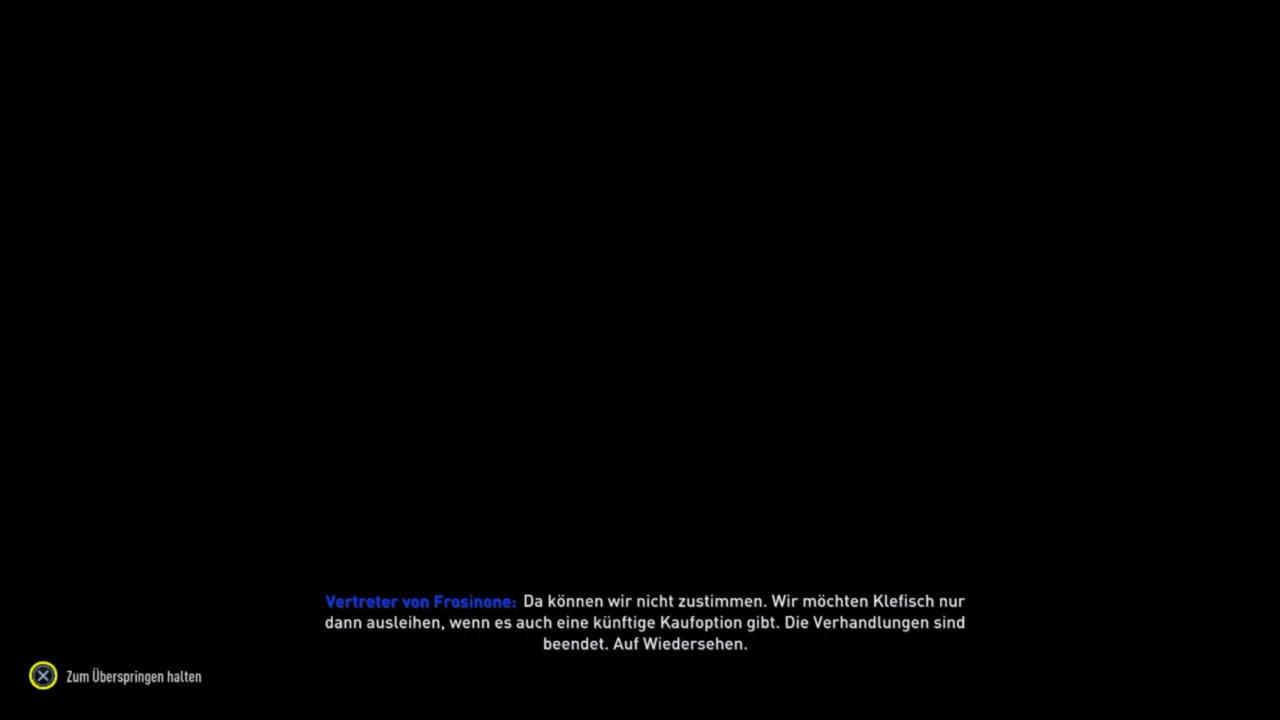 Vertreter von Frosinone: Da können wir nicht zustimmen. Wir möchten Klefisch nur
dann ausleihen, wenn es auch eine künftige Kaufoption gibt. Die Verhandlungen sind
beendet. Auf Wiedersehen.
Zum Überspringen halten